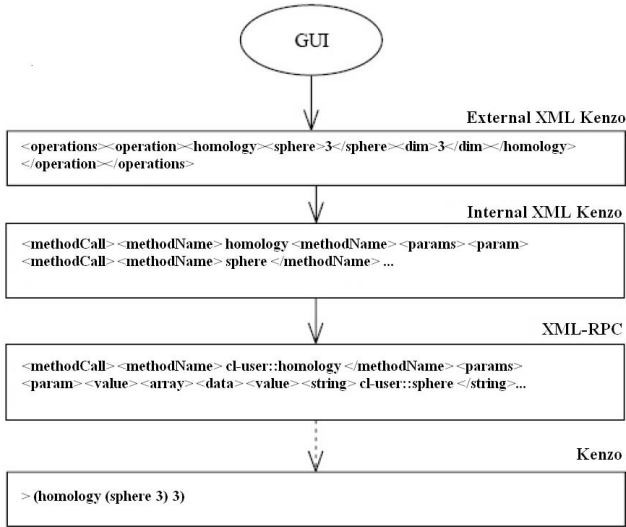 GUI
External XML Kenzo
<operations><operation><homology><sphere>3</sphere><dim>3</dim></homology>
</operation></operations>
Internal XML Kenzo
<methodCall> <methodName> homology <methodName> <params> <param>
<methodCall> <methodName> sphere </methodName> ...
XML-RPC
<methodCall> <methodName> cl-user::homology </methodName> <params>
<param> <value> <array> <data> <value> <string> cl-user::sphere </string>...
Kenzo
> (homology (sphere 3) 3)